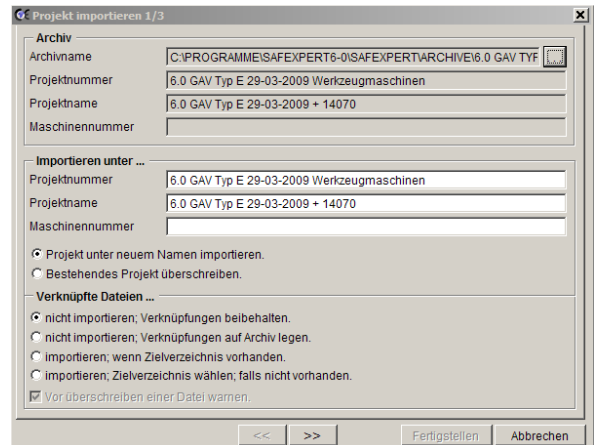 Projekt importieren 1/3
Archiv
Archivname C:\PROGRAMME\SAFEXPERT6-0\SAFEXPERT\ARCHIVE\6.0 GAV TYF ...
Projektnummer 6.0 GAV Typ E 29-03-2009 Werkzeugmaschinen
Projektname 6.0 GAV Typ E 29-03-2009 + 14070
Maschinennummer
Importieren unter ...
Projektnummer 6.0 GAV Typ E 29-03-2009 Werkzeugmaschinen
Projektname 6.0 GAV Typ E 29-03-2009 + 14070
Maschinennummer
Projekt unter neuem Namen importieren.
Bestehendes Projekt überschreiben.
Verknüpfte Dateien ...
nicht importieren; Verknüpfungen beibehalten.
nicht importieren; Verknüpfungen auf Archiv legen.
importieren; wenn Zielverzeichnis vorhanden.
importieren; Zielverzeichnis wählen; falls nicht vorhanden.
Vor überschreiben einer Datei warnen.
<< >> Fertigstellen Abbrechen